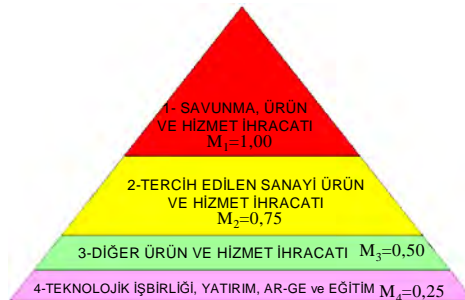 1- SAVUNMA, ÜRÜN
VE HİZMET İHRACATI
M1=1,00
2-TERCİH EDİLEN SANAYİ ÜRÜN
VE HİZMET İHRACATI
M2=0,75
3-DİĞER ÜRÜN VE HİZMET İHRACATI M3=0,50
4-TEKNOLOJİK İŞBİRLİĞİ, YATIRIM, AR-GE ve EĞİTİM M4=0,25